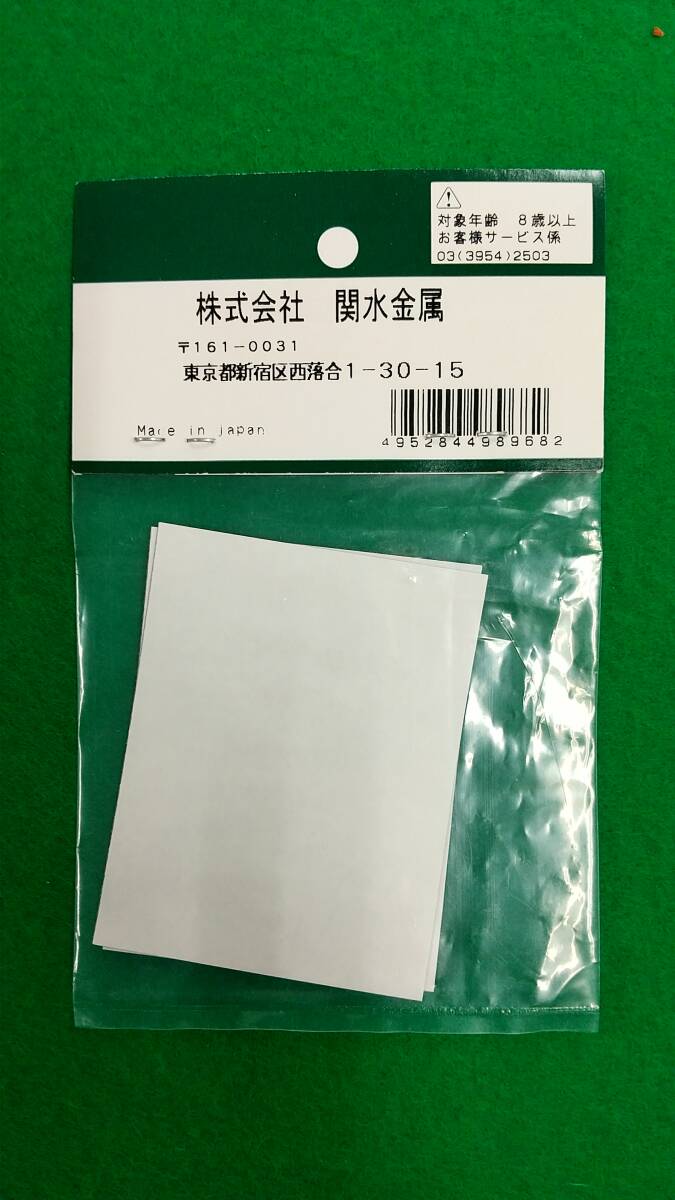 対象年齢 8歳以上
お客様サービス係
03(3954)2503
株式会社 関水金属
〒161-0031
東京都新宿区西落合1-30-15
Made in japan
4952844989682